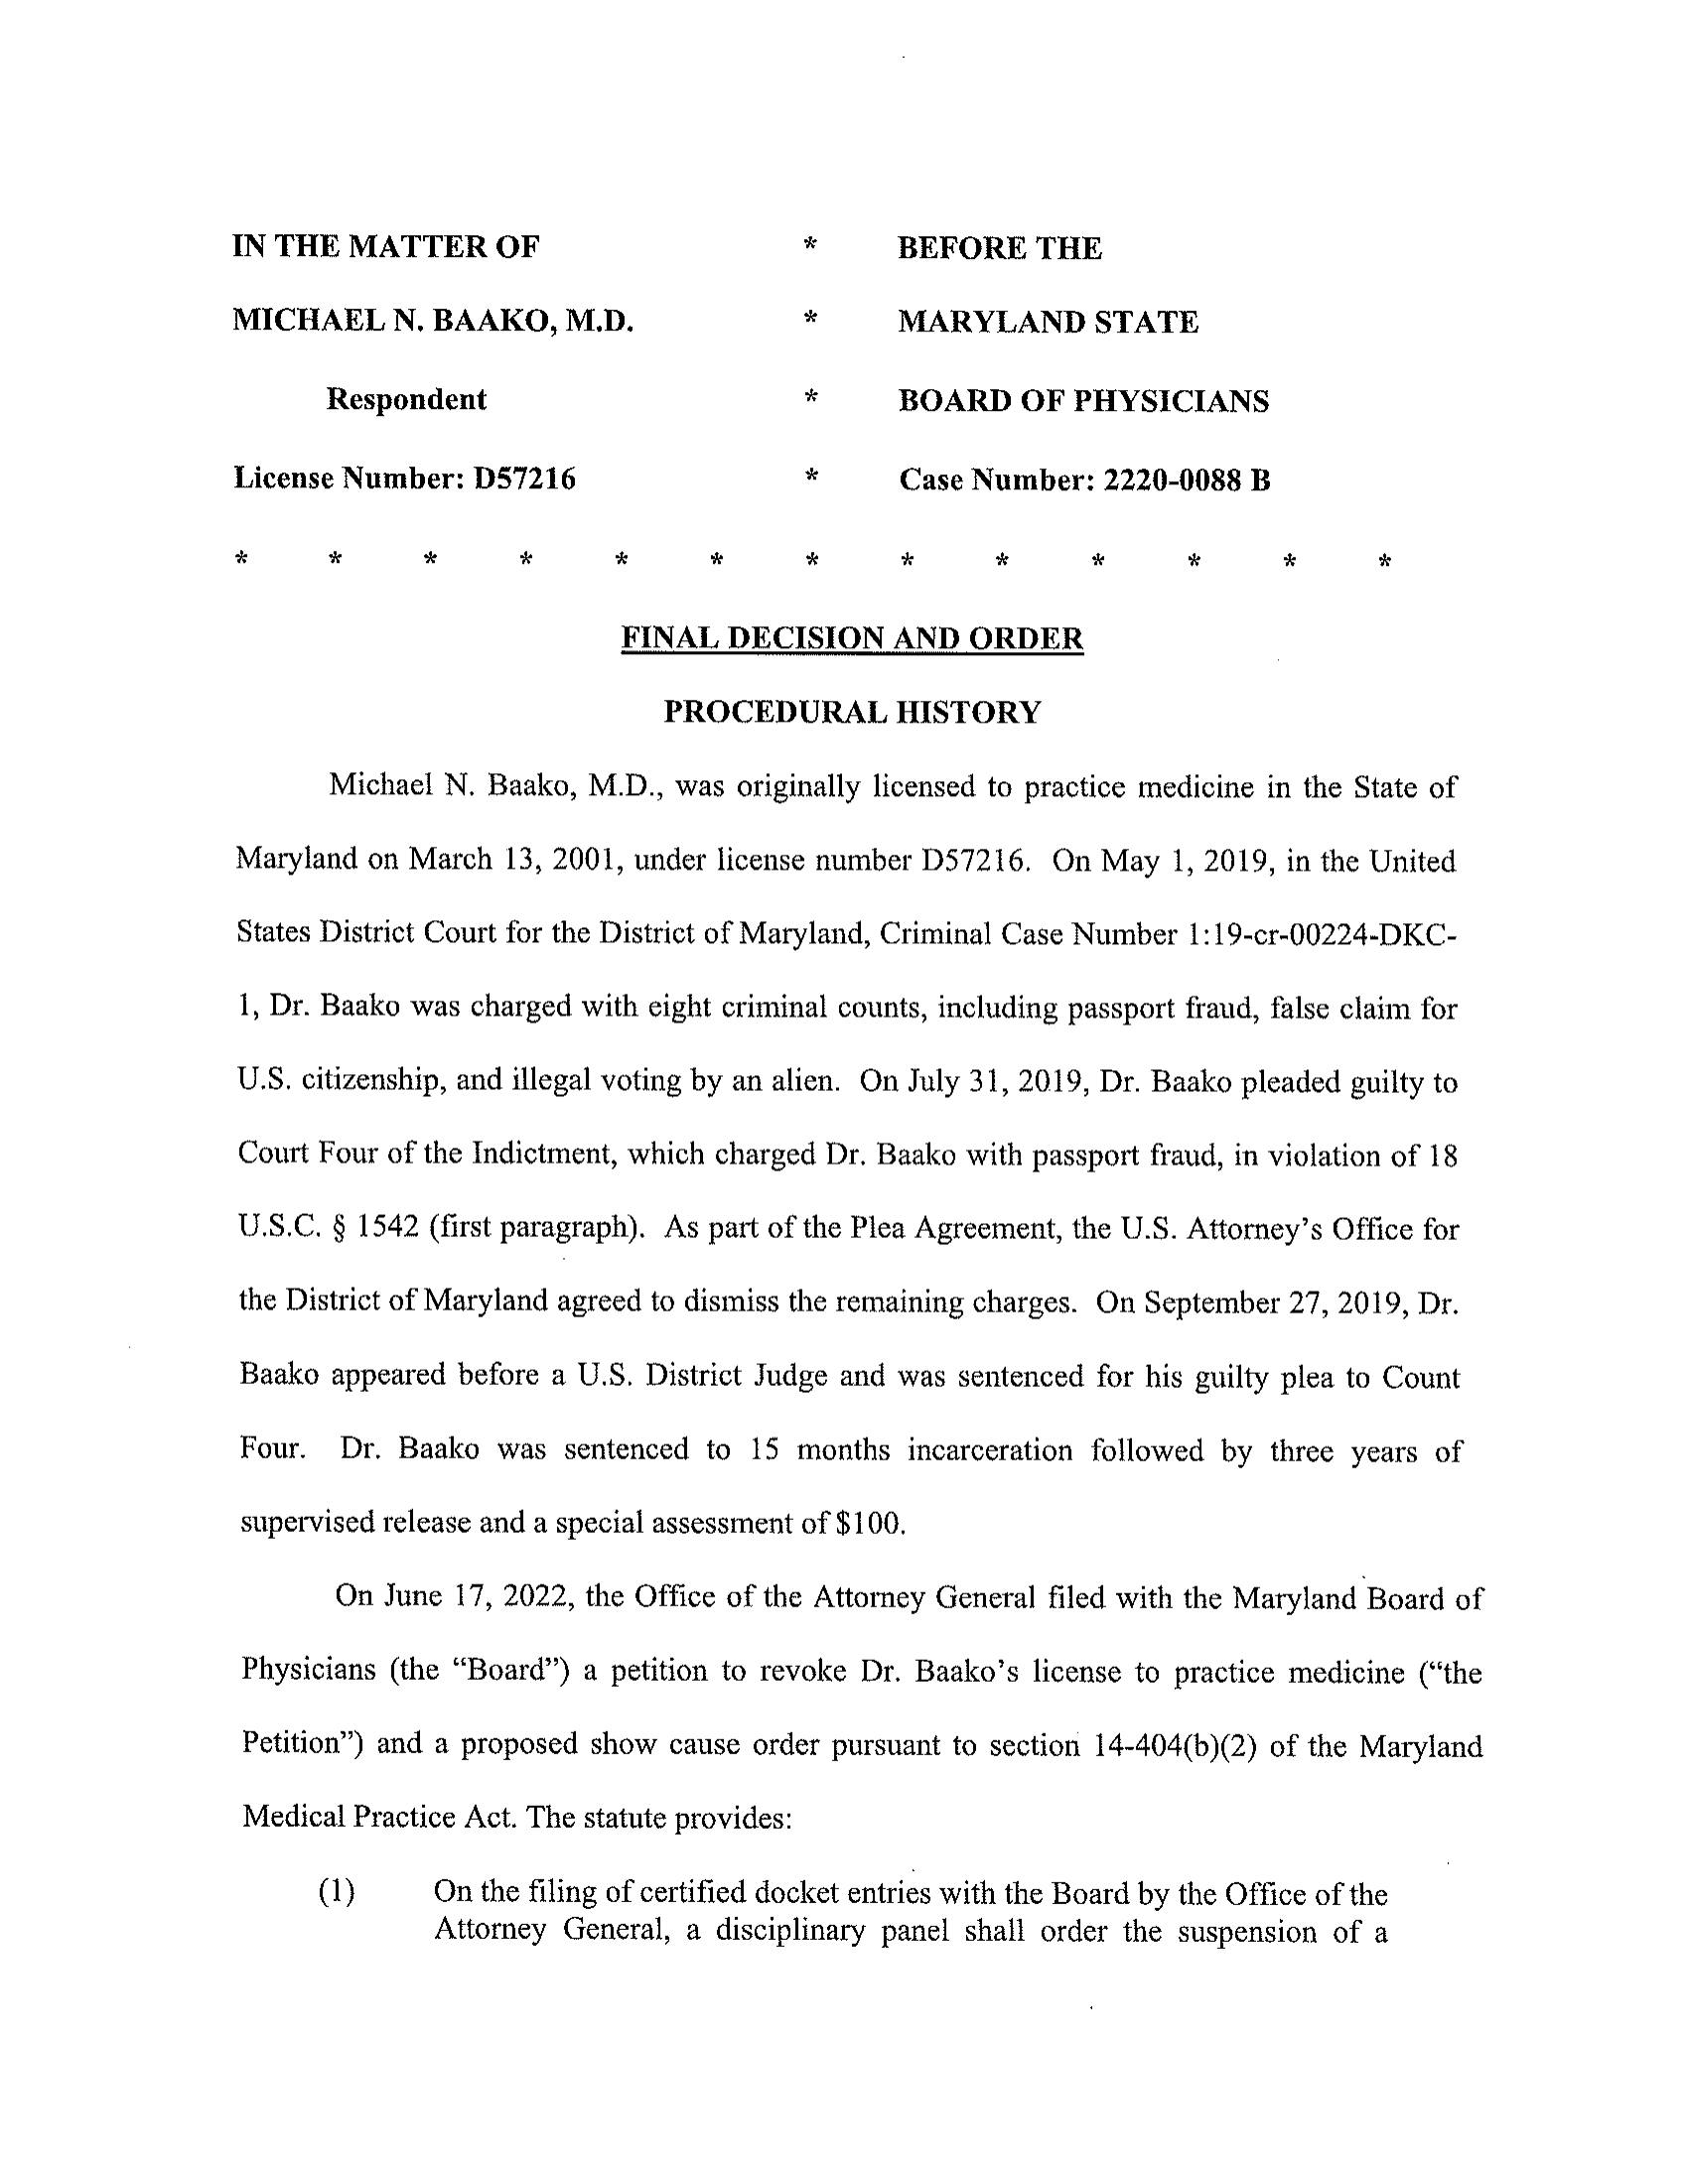 IN THE MATTER OF * BEFORE THE
MICHAEL N. BAAKO, M.D. * MARYLAND STATE
Respondent * BOARD OF PHYSICIANS
License Number: D57216 * Case Number: 2220-0088 B
* * * * * * * * * * * * *
FINAL DECISION AND ORDER
PROCEDURAL HISTORY
Michael N. Baako, M.D., was originally licensed to practice medicine in the State of
Maryland on March 13, 2001, under license number D57216. On May 1, 2019, in the United
States District Court for the District of Maryland, Criminal Case Number 1:19-cr-00224-DKC-
1, Dr. Baako was charged with eight criminal counts, including passport fraud, false claim for
U.S. citizenship, and illegal voting by an alien. On July 31, 2019, Dr. Baako pleaded guilty to
Court Four of the Indictment, which charged Dr. Baako with passport fraud, in violation of 18
U.S.C. § 1542 (first paragraph). As part of the Plea Agreement, the U.S. Attorney’s Office for
the District of Maryland agreed to dismiss the remaining charges. On September 27, 2019, Dr.
Baako appeared before a U.S. District Judge and was sentenced for his guilty plea to Count
Four. Dr. Baako was sentenced to 15 months incarceration followed by three years of
supervised release and a special assessment of $100.
On June 17, 2022, the Office of the Attorney General filed with the Maryland Board of
Physicians (the “Board”) a petition to revoke Dr. Baako’s license to practice medicine (“the
Petition”) and a proposed show cause order pursuant to section 14-404(b)(2) of the Maryland
Medical Practice Act. The statute provides:
(1) On the filing of certified docket entries with the Board by the Office of the
Attorney General, a disciplinary panel shall order the suspension of a